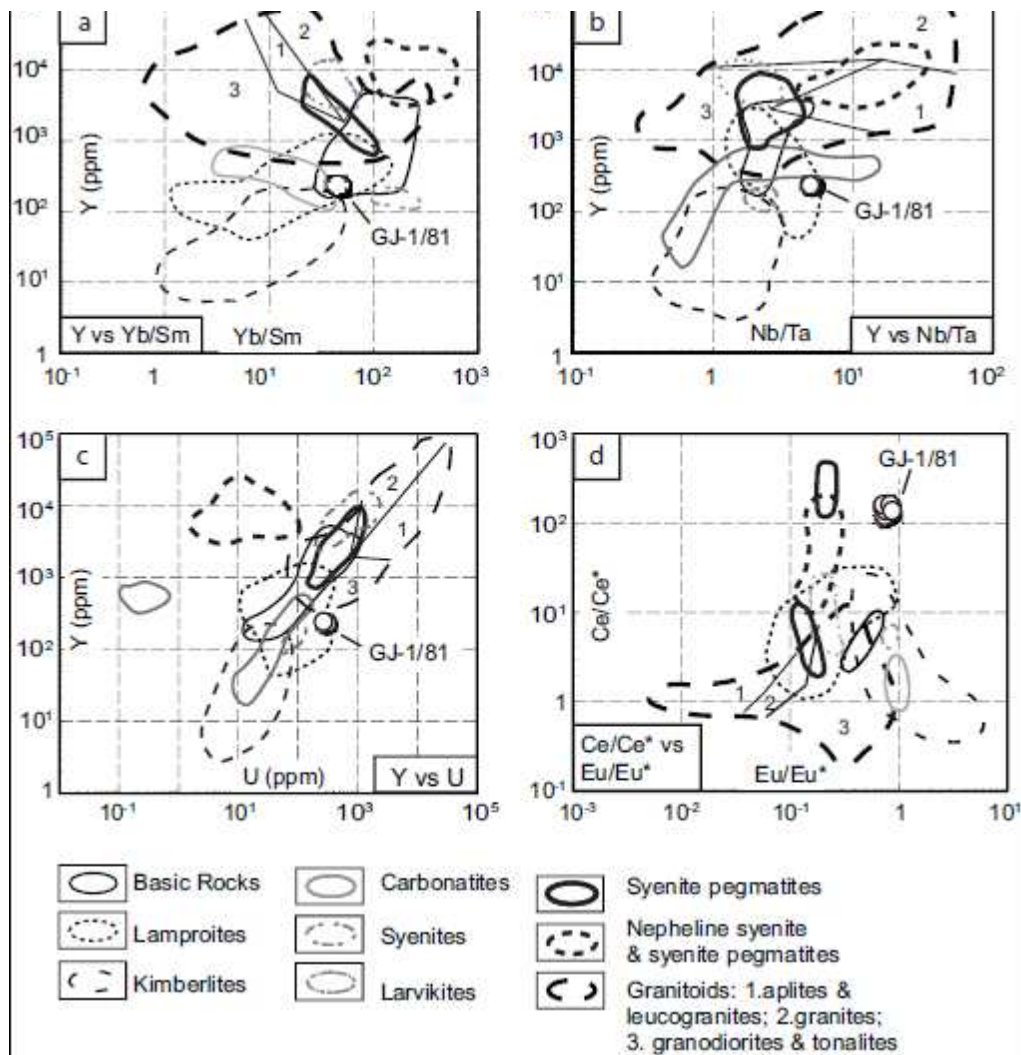 a
2
1
3
10⁴
10³
10²
10¹
1
Y (ppm)
GJ-1/81
Y vs Yb/Sm
Yb/Sm
10⁻¹
1
10¹
10²
10³
b
2
1
3
10⁴
10³
10²
10¹
1
Y (ppm)
GJ-1/81
Nb/Ta
Y vs Nb/Ta
10⁻¹
1
10¹
10²
c
10⁵
10⁴
10³
10²
10¹
1
2
1
3
Y (ppm)
GJ-1/81
U (ppm)
Y vs U
10⁻¹
10¹
10³
10⁵
d
10³
10²
10¹
1
10⁻¹
GJ-1/81
Ce/Ce*
1
2
3
Ce/Ce* vs
Eu/Eu*
Eu/Eu*
10⁻³
10⁻²
10⁻¹
1
10¹
Basic Rocks
Lamproites
Kimberlites
Carbonatites
Syenites
Larvikites
Syenite pegmatites
Nepheline syenite
& syenite pegmatites
Granitoids: 1.aplites &
leucogranites; 2.granites;
3. granodiorites & tonalites